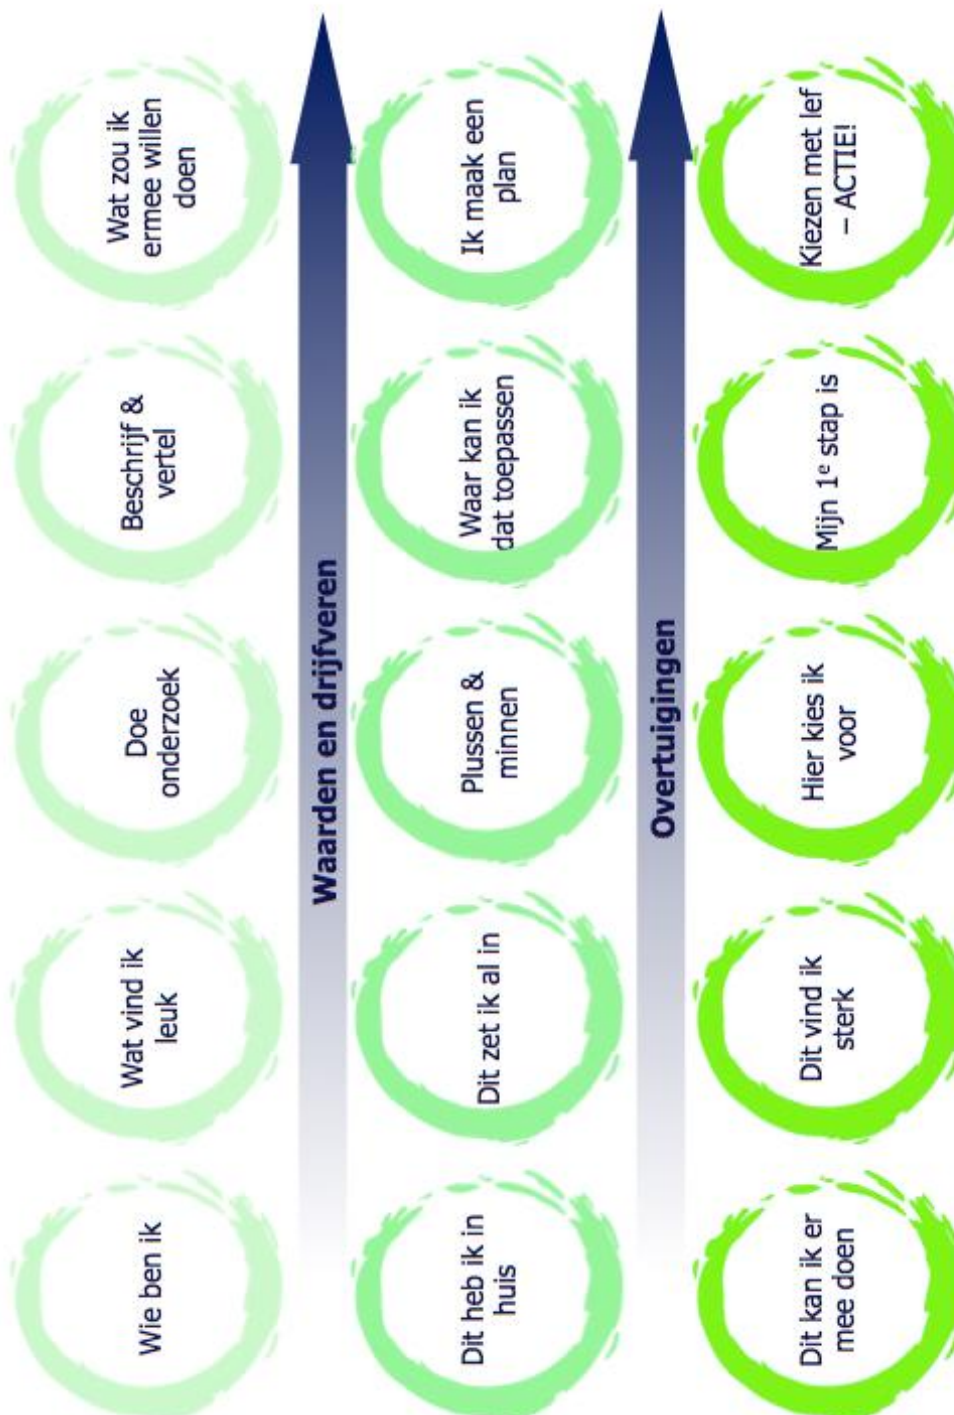 Wie ben ik
Wat vind ik
leuk
Doe
onderzoek
Beschrijf &
vertel
Wat zou ik
ermee willen
doen
Waarden en drijfveren
Dit heb ik in
huis
Dit zet ik al in
Plussen &
minnen
Waar kan ik
dat toepassen
Ik maak een
plan
Overtuigingen
Dit kan ik er
mee doen
Dit vind ik
sterk
Hier kies ik
voor
Mijn 1ᵉ stap is
Kiezen met lef
– ACTIE!